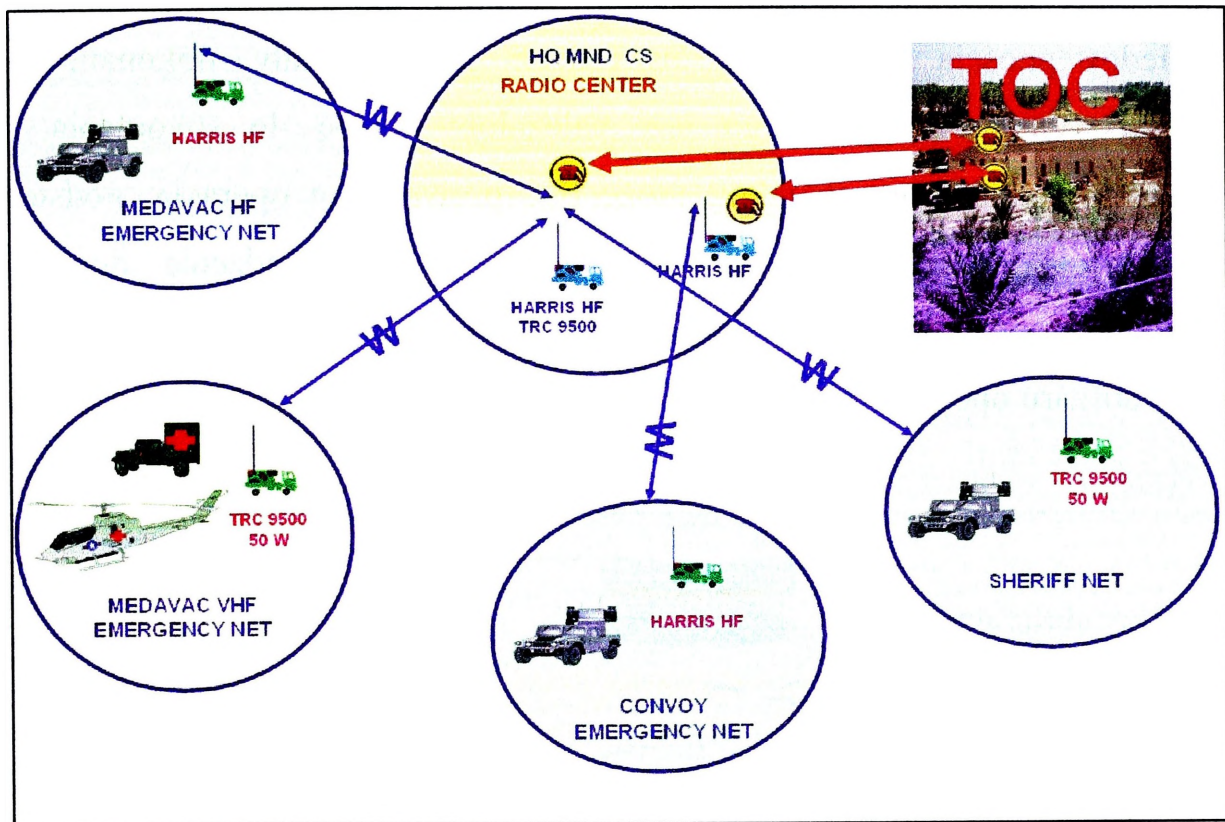 HQ MND CS
RADIO CENTER
TOC
HARRIS HF
MEDAVAC HF
EMERGENCY NET
HARRIS HF
HARRIS HF
TRC 9500
TRC 9500
50 W
MEDAVAC VHF
EMERGENCY NET
HARRIS HF
CONVOY
EMERGENCY NET
TRC 9500
50 W
SHERIFF NET